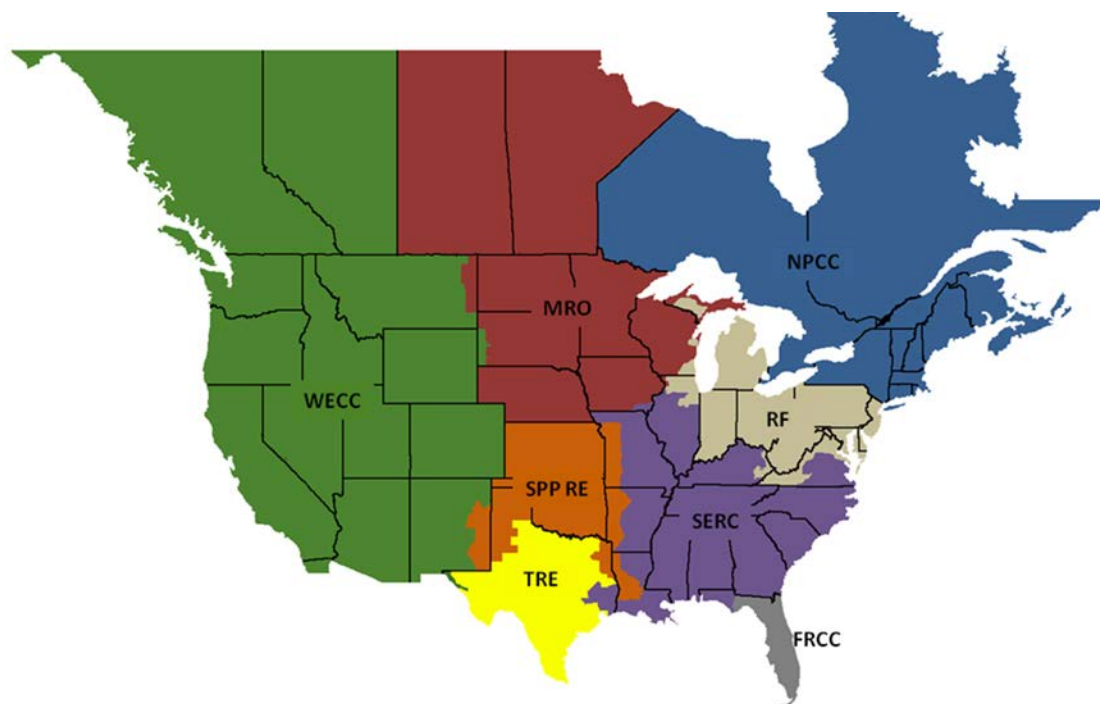 NPCC
MRO
WECC
RF
SPP RE
SERC
TRE
FRCC